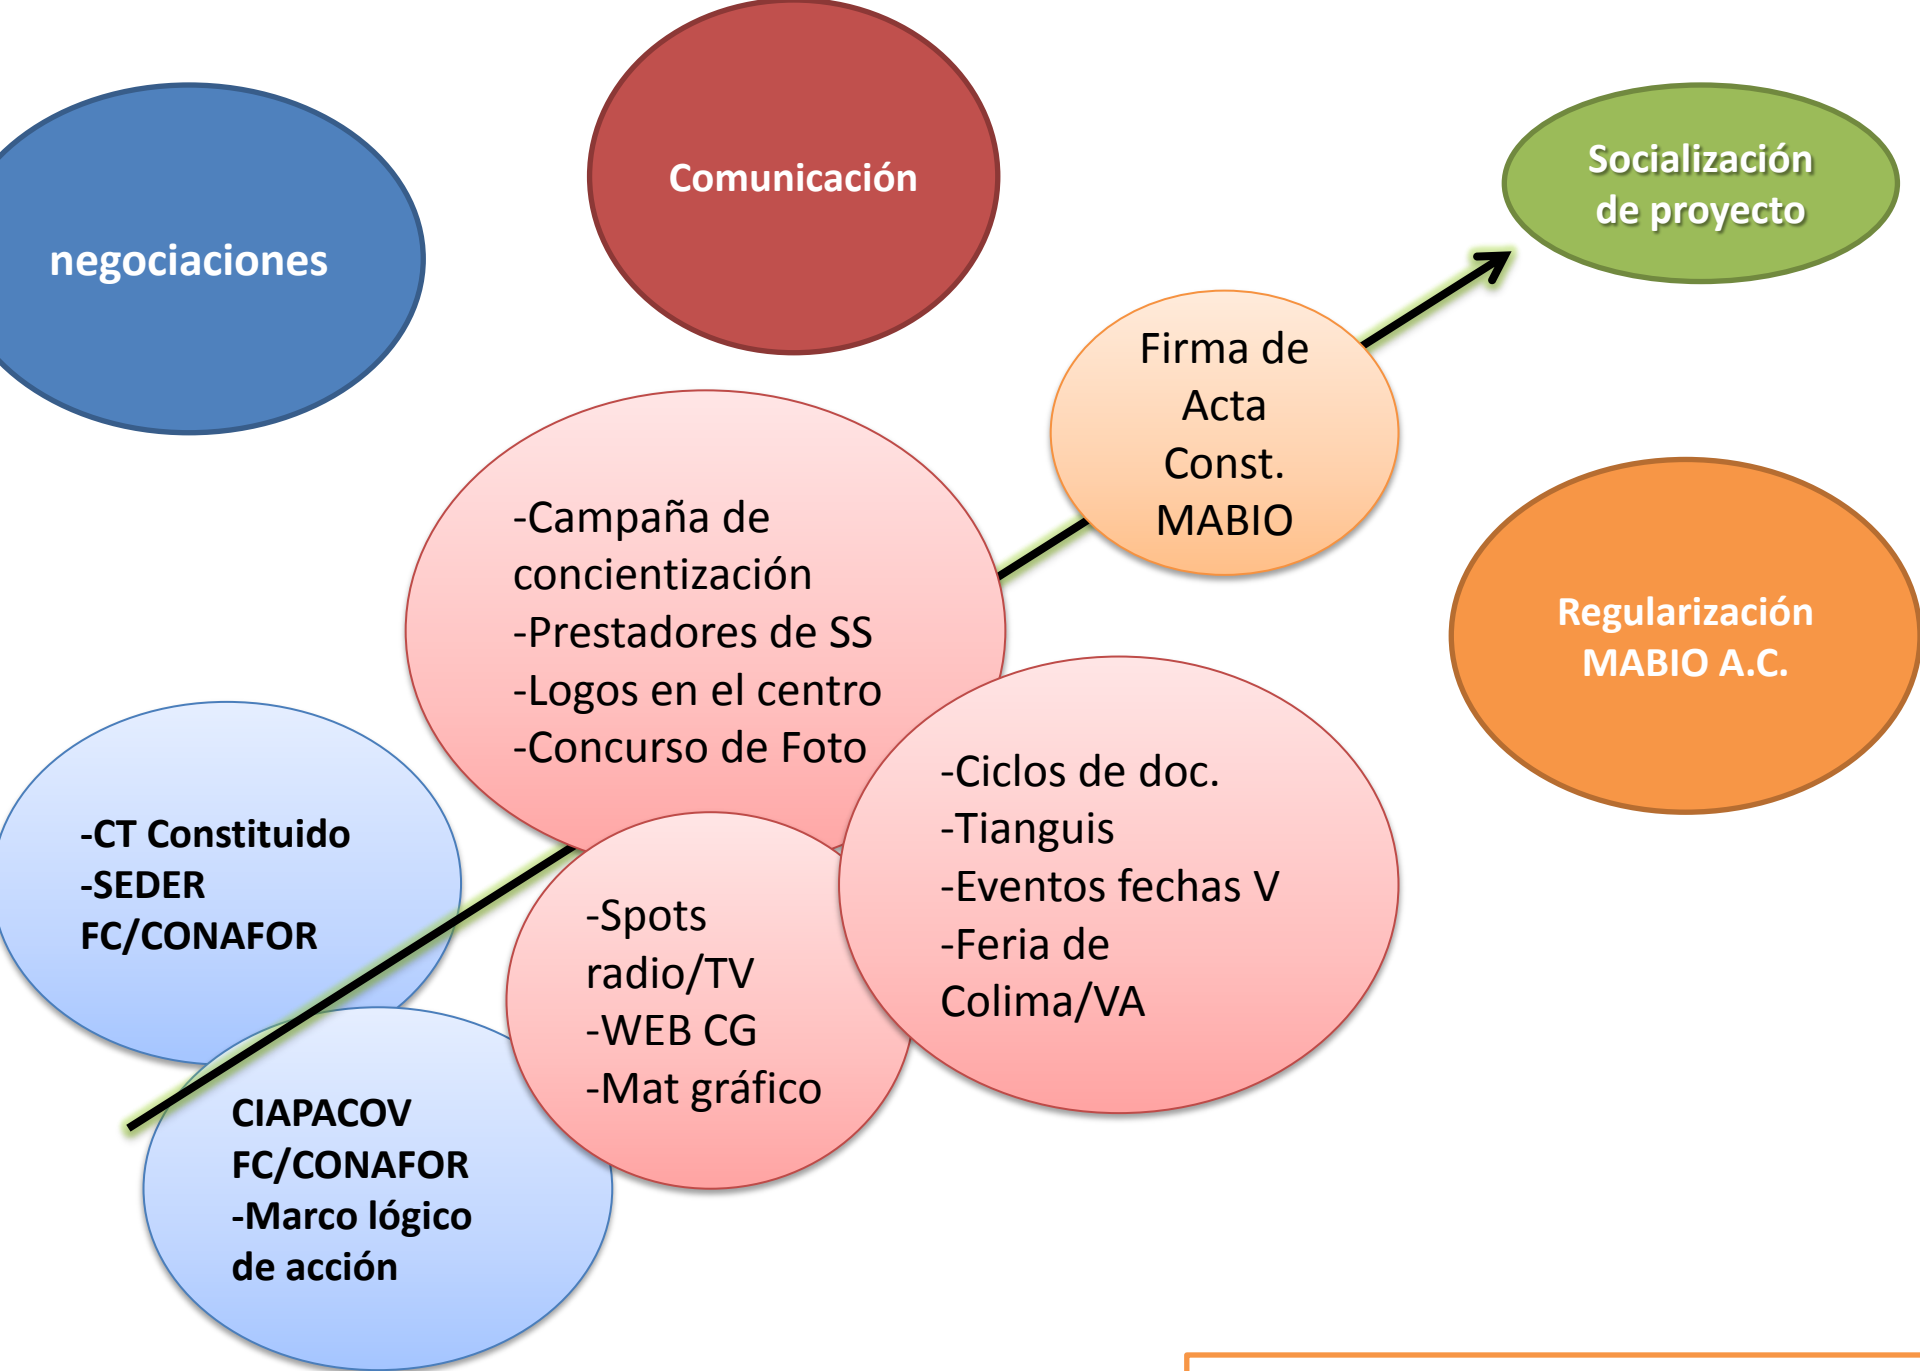 negociaciones
Comunicación
Socialización
de proyecto
Firma de
Acta
Const.
MABIO
Regularización
MABIO A.C.
-Campaña de
concientización
-Prestadores de SS
-Logos en el centro
-Concurso de Foto
-Ciclos de doc.
-Tianguis
-Eventos fechas V
-Feria de
Colima/VA
-CT Constituido
-SEDER
FC/CONAFOR
-Spots
radio/TV
-WEB CG
-Mat gráfico
CIAPACOV
FC/CONAFOR
-Marco lógico
de acción